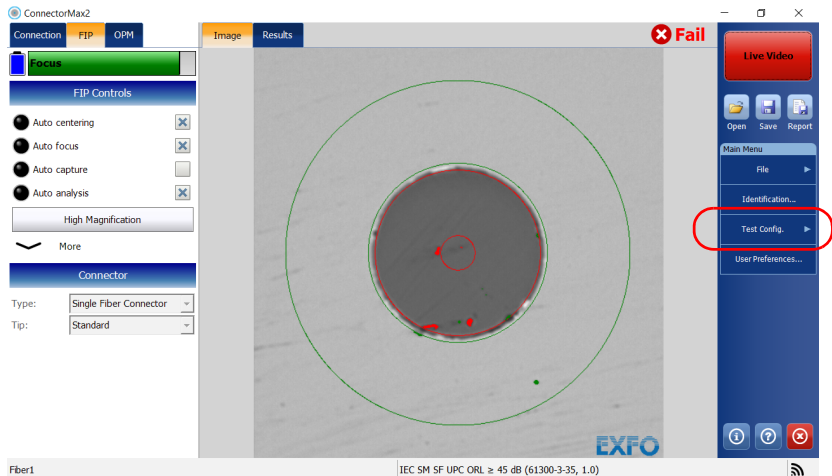 ConnectorMax2
Connection
FIP
OPM
Image
Results
Fail
Live Video
Focus
FIP Controls
Auto centering
Auto focus
Auto capture
Auto analysis
High Magnification
More
Connector
Type:
Single Fiber Connector
Tip:
Standard
Open
Save
Report
Main Menu
File
Identification...
Test Config.
User Preferences...
EXFO
Fiber1
IEC SM SF UPC ORL ≥ 45 dB (61300-3-35, 1.0)